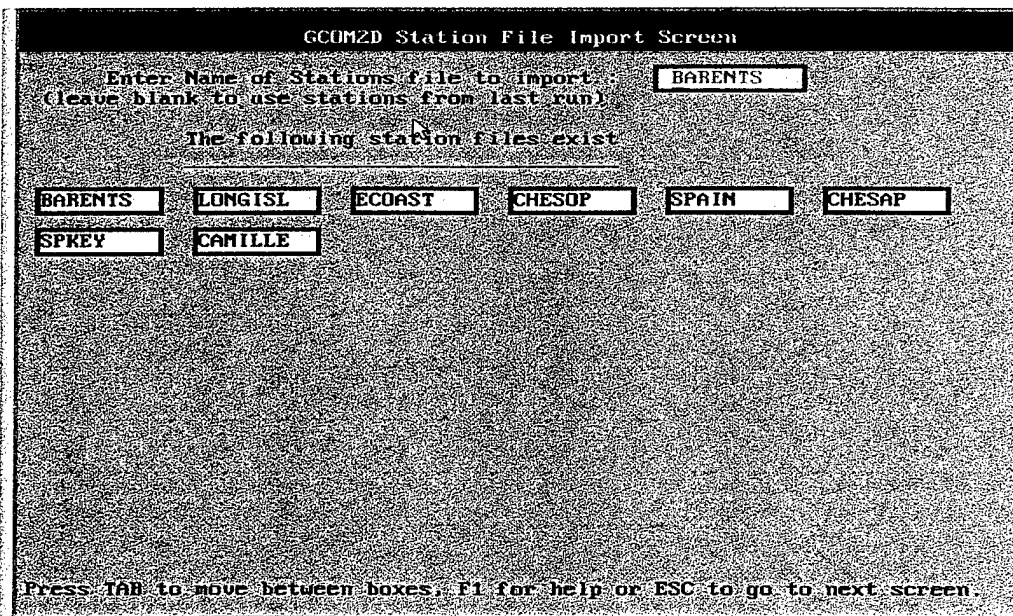 GCOM2D Station File Import Screen
Enter Name of Stations file to import : BARENTS
(leave blank to use stations from last run)
The following station files exist
BARENTS LONGISL ECOAST CHESOP SPAIN CHESAP
SPKEY CAMILLE
Press TAB to move between boxes, F1 for help or ESC to go to next screen.